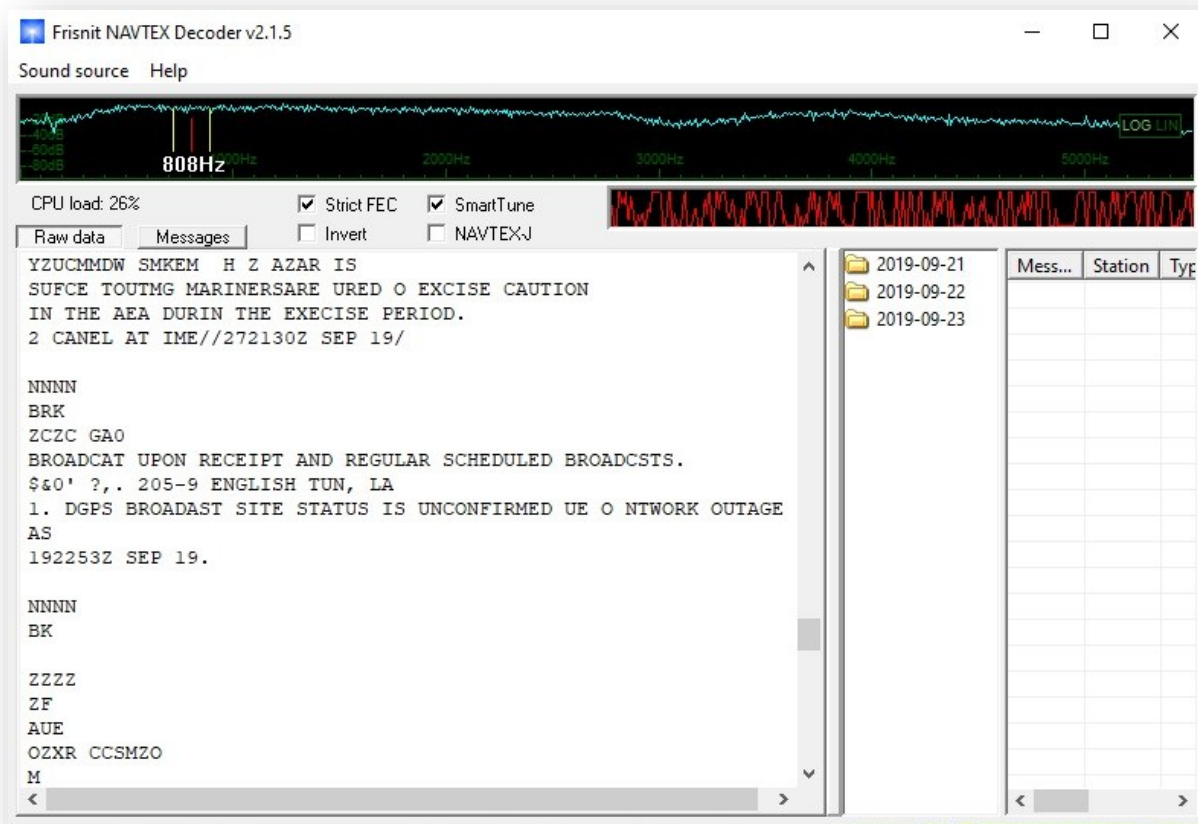 Frisnit NAVTEX Decoder v2.1.5
Sound source Help
-20dB
-40dB
-60dB
-80dB
808Hz
2000Hz
3000Hz
4000Hz
5000Hz
LOG LIN
CPU load: 26%
Strict FEC
SmartTune
Invert
NAVTEX-J
Raw data
Messages
YZUCMMDW SMKEM  H Z AZAR IS
SUFCE TOUTMG MARINERSARE URED O EXCISE CAUTION
IN THE AEA DURIN THE EXECISE PERIOD.
2 CANEL AT IME//272130Z SEP 19/
NNNN
BRK
ZCZC GA0
BROADCAT UPON RECEIPT AND REGULAR SCHEDULED BROADCSTS.
$&0' ?,. 205-9 ENGLISH TUN, LA
1. DGPS BROADAST SITE STATUS IS UNCONFIRMED UE O NTWORK OUTAGE
AS
192253Z SEP 19.
NNNN
BK
ZZZZ
ZF
AUE
OZXR CCSMZO
M
2019-09-21
2019-09-22
2019-09-23
Mess... Station Typ